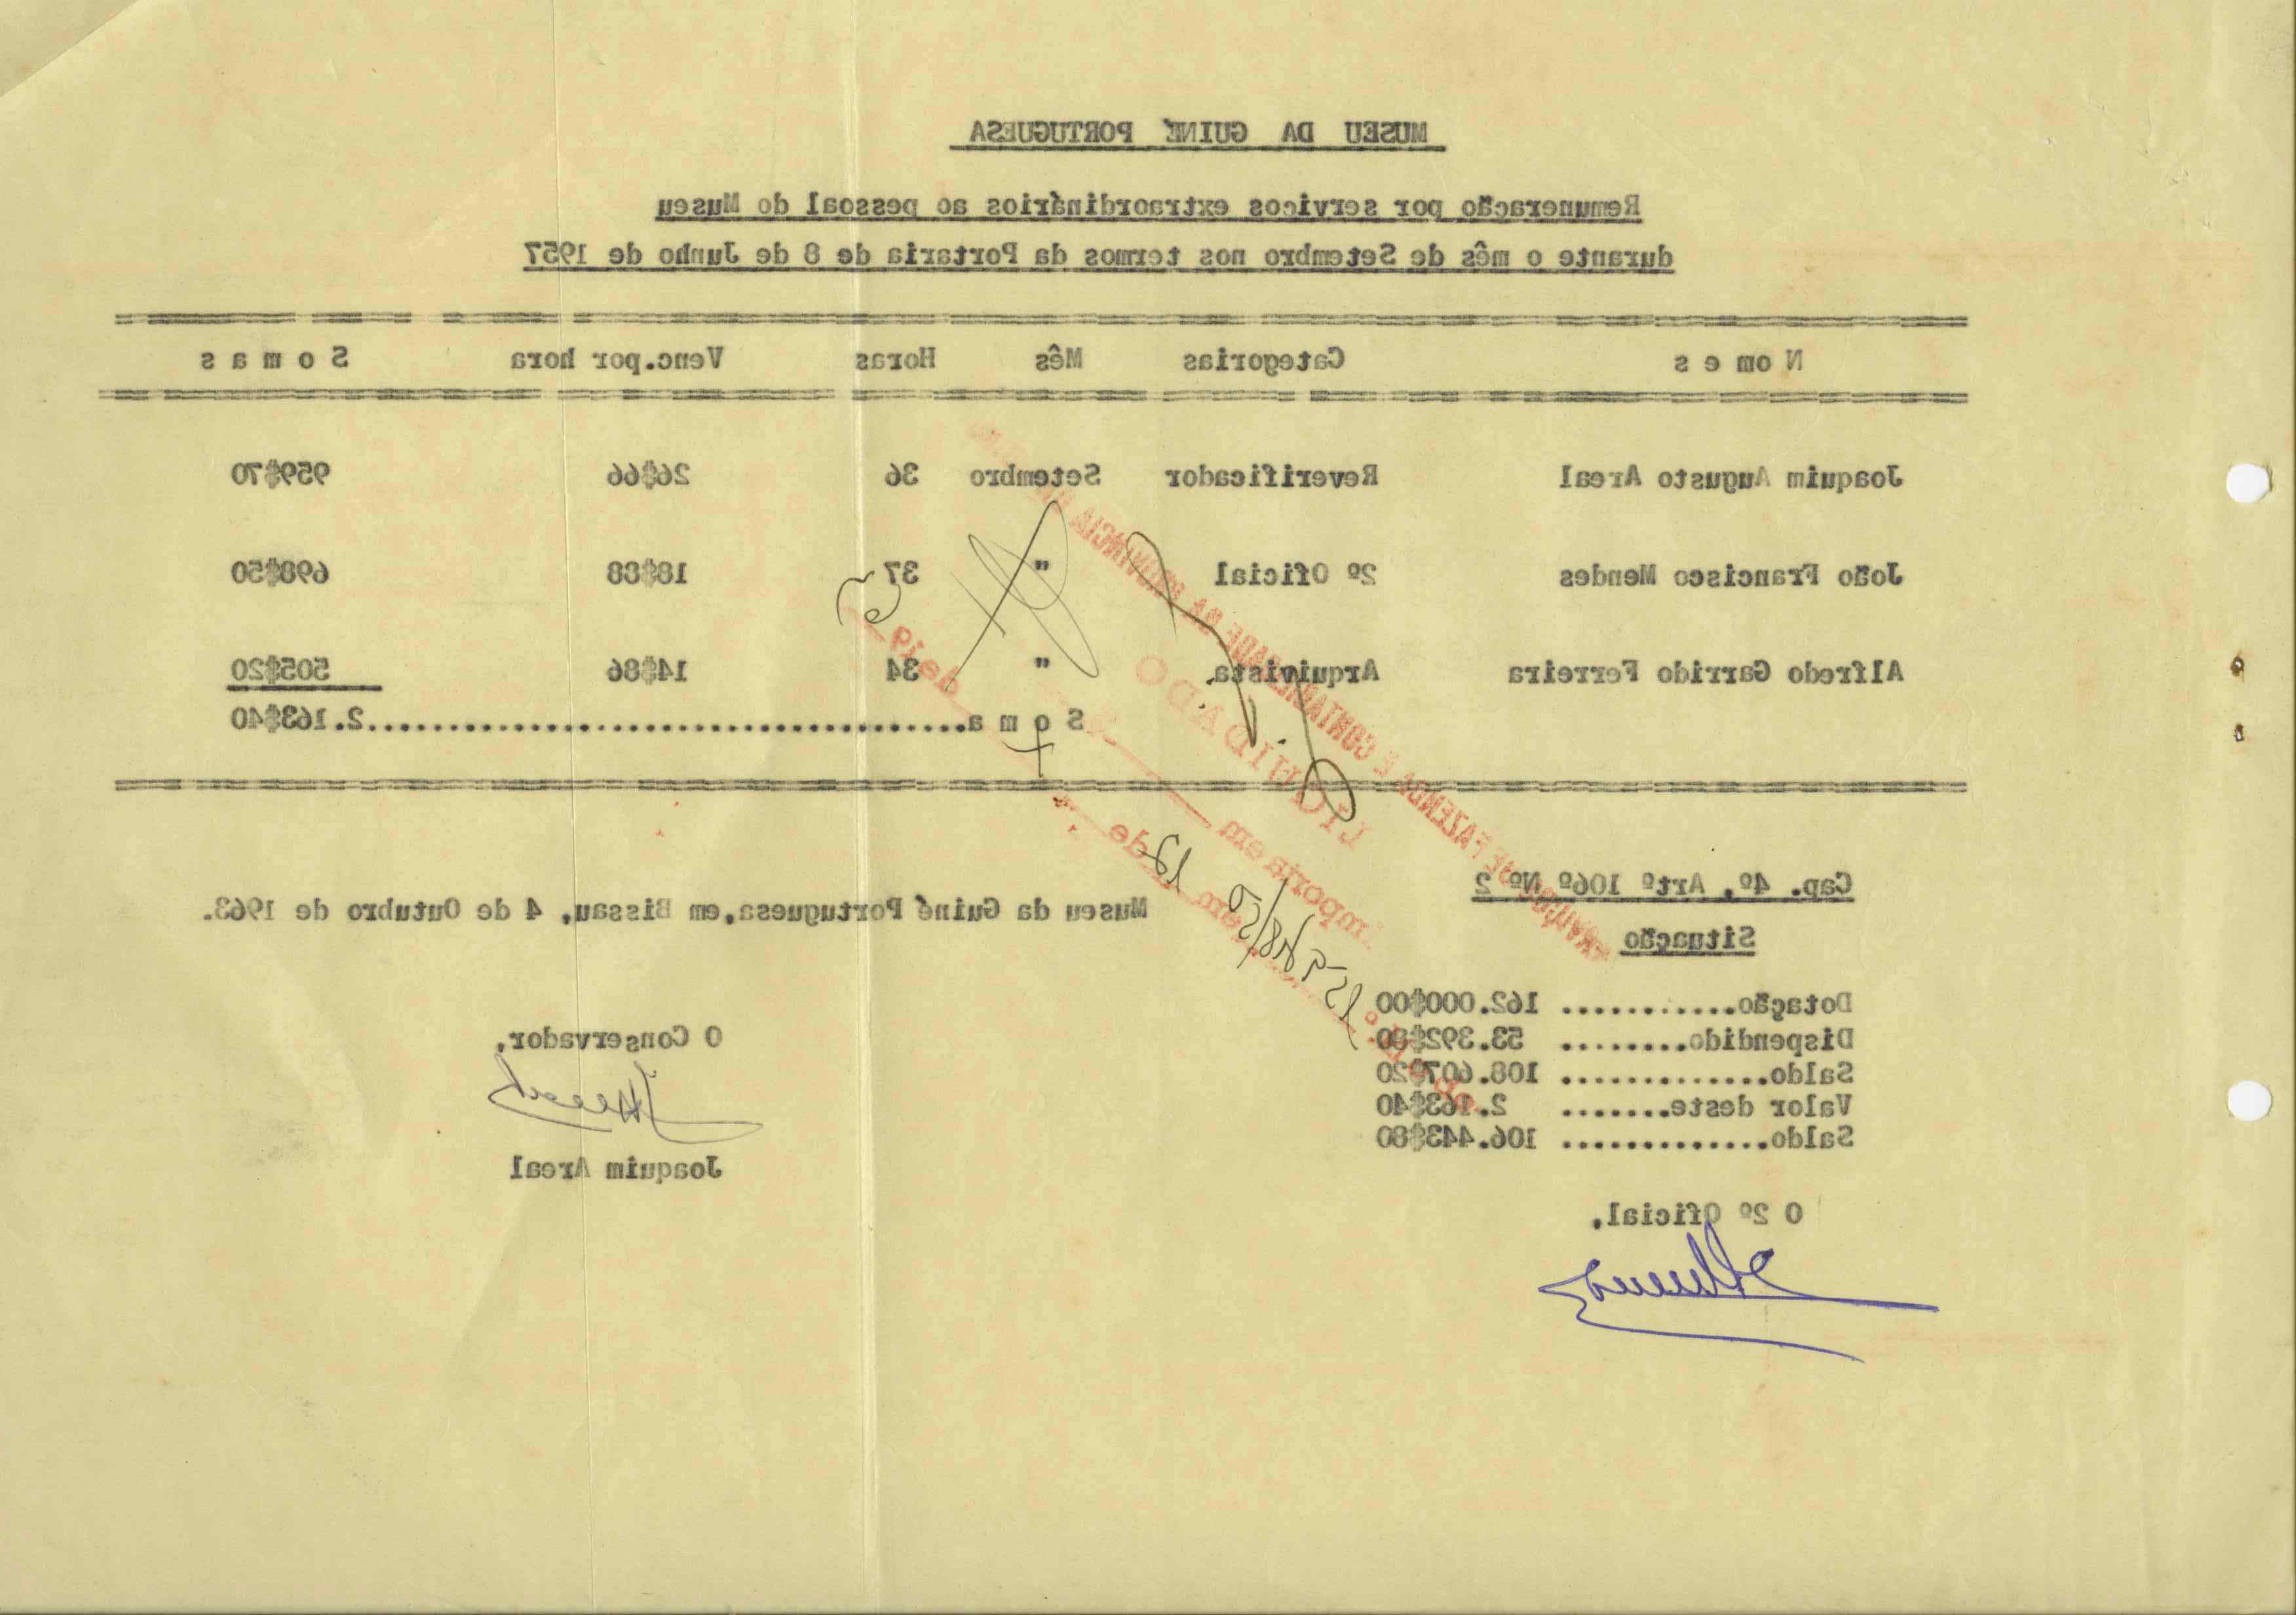 MUSEU DA GUINÉ PORTUGUESA
Remuneração por serviços extraordinários ao pessoal do Museu
durante o mês de Setembro nos termos da Portaria de 8 de Junho de 1957
N o m e s Categorias Mês Horas Venc.por hora S o m a s
Joaquim Augusto Areal Reverificador Setembro 36 26$66 959$70
João Francisco Mendes 2º Oficial " 37 18$88 698$50
Alfredo Garrido Ferreira Arquivista " 34 14$86 505$20
S o m a......................................2.163$40
FAZENDA E CONTABILIDADE DA PROVINCIA
LIQUIDADO
Cap. 4º, Artº 106º Nº 2
Museu da Guiné Portuguesa,em Bissau, 4 de Outubro de 1963.
Situação
Dotação........... 162.000$00
Dispendido........ 53.392$80
Saldo............. 108.607$20
Valor deste....... 2.163$40
Saldo............. 106.443$80
O Conservador,
Joaquim Areal
O 2º Oficial,